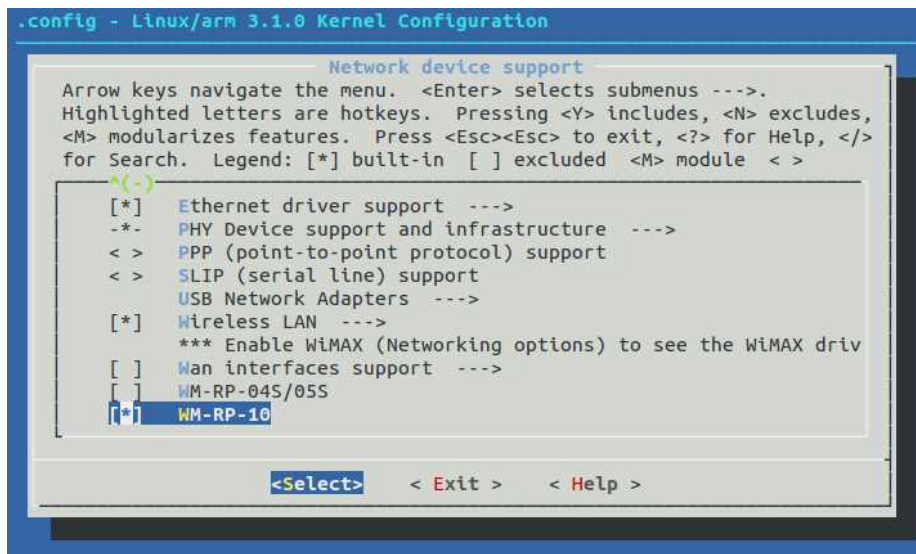 .config - Linux/arm 3.1.0 Kernel Configuration
Network device support
Arrow keys navigate the menu.  <Enter> selects submenus --->.
Highlighted letters are hotkeys.  Pressing <Y> includes, <N> excludes,
<M> modularizes features.  Press <Esc><Esc> to exit, <?> for Help, </>
for Search.  Legend: [*] built-in  [ ] excluded  <M> module  < >
^(-)
[*]   Ethernet driver support  --->
-*-   PHY Device support and infrastructure  --->
< >   PPP (point-to-point protocol) support
< >   SLIP (serial line) support
USB Network Adapters  --->
[*]   Wireless LAN  --->
*** Enable WiMAX (Networking options) to see the WiMAX driv
[ ]   Wan interfaces support  --->
[ ]   WM-RP-04S/05S
[*]   WM-RP-10
<Select>    < Exit >    < Help >